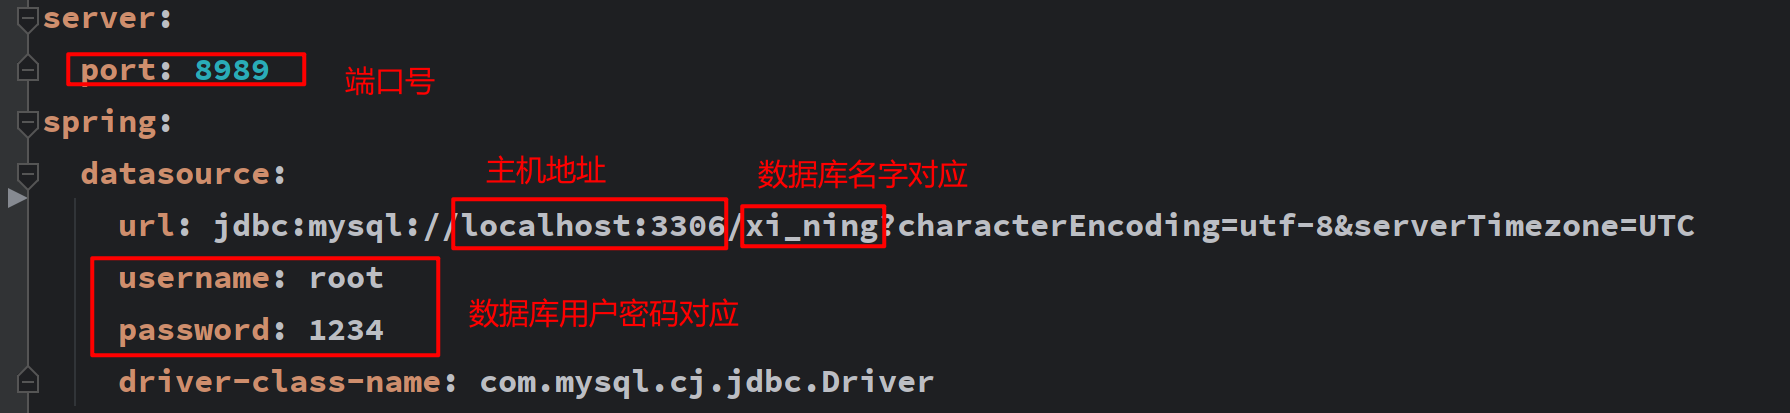 server:
port: 8989
端口号
spring:
主机地址
数据库名字对应
datasource:
url: jdbc:mysql://localhost:3306/xi_ning?characterEncoding=utf-8&serverTimezone=UTC
username: root
数据库用户密码对应
password: 1234
driver-class-name: com.mysql.cj.jdbc.Driver